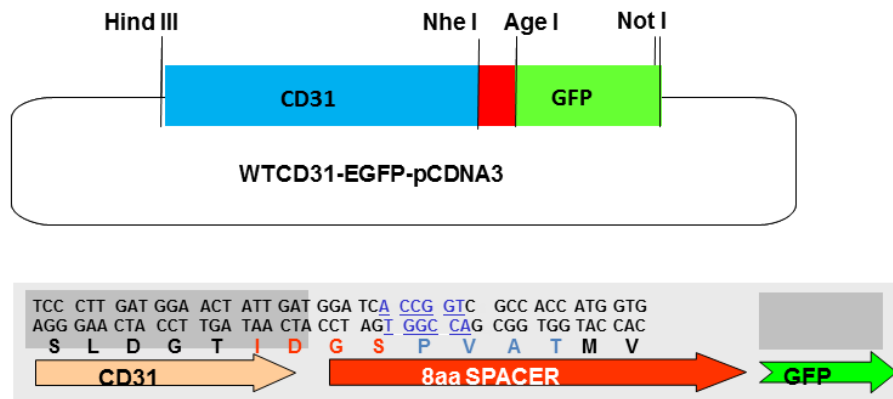 Hind III Nhe I Age I Not I
CD31 GFP
WTCD31-EGFP-pCDNA3
TCC CTT GAT GGA ACT ATT GAT GGA TCA CCG GTC GCC ACC ATG GTG
AGG GAA CTA CCT TGA TAA CTA CCT AGT GGC CAG CGG TGG TAC CAC
S L D G T I D G S P V A T M V
CD31 8aa SPACER GFP